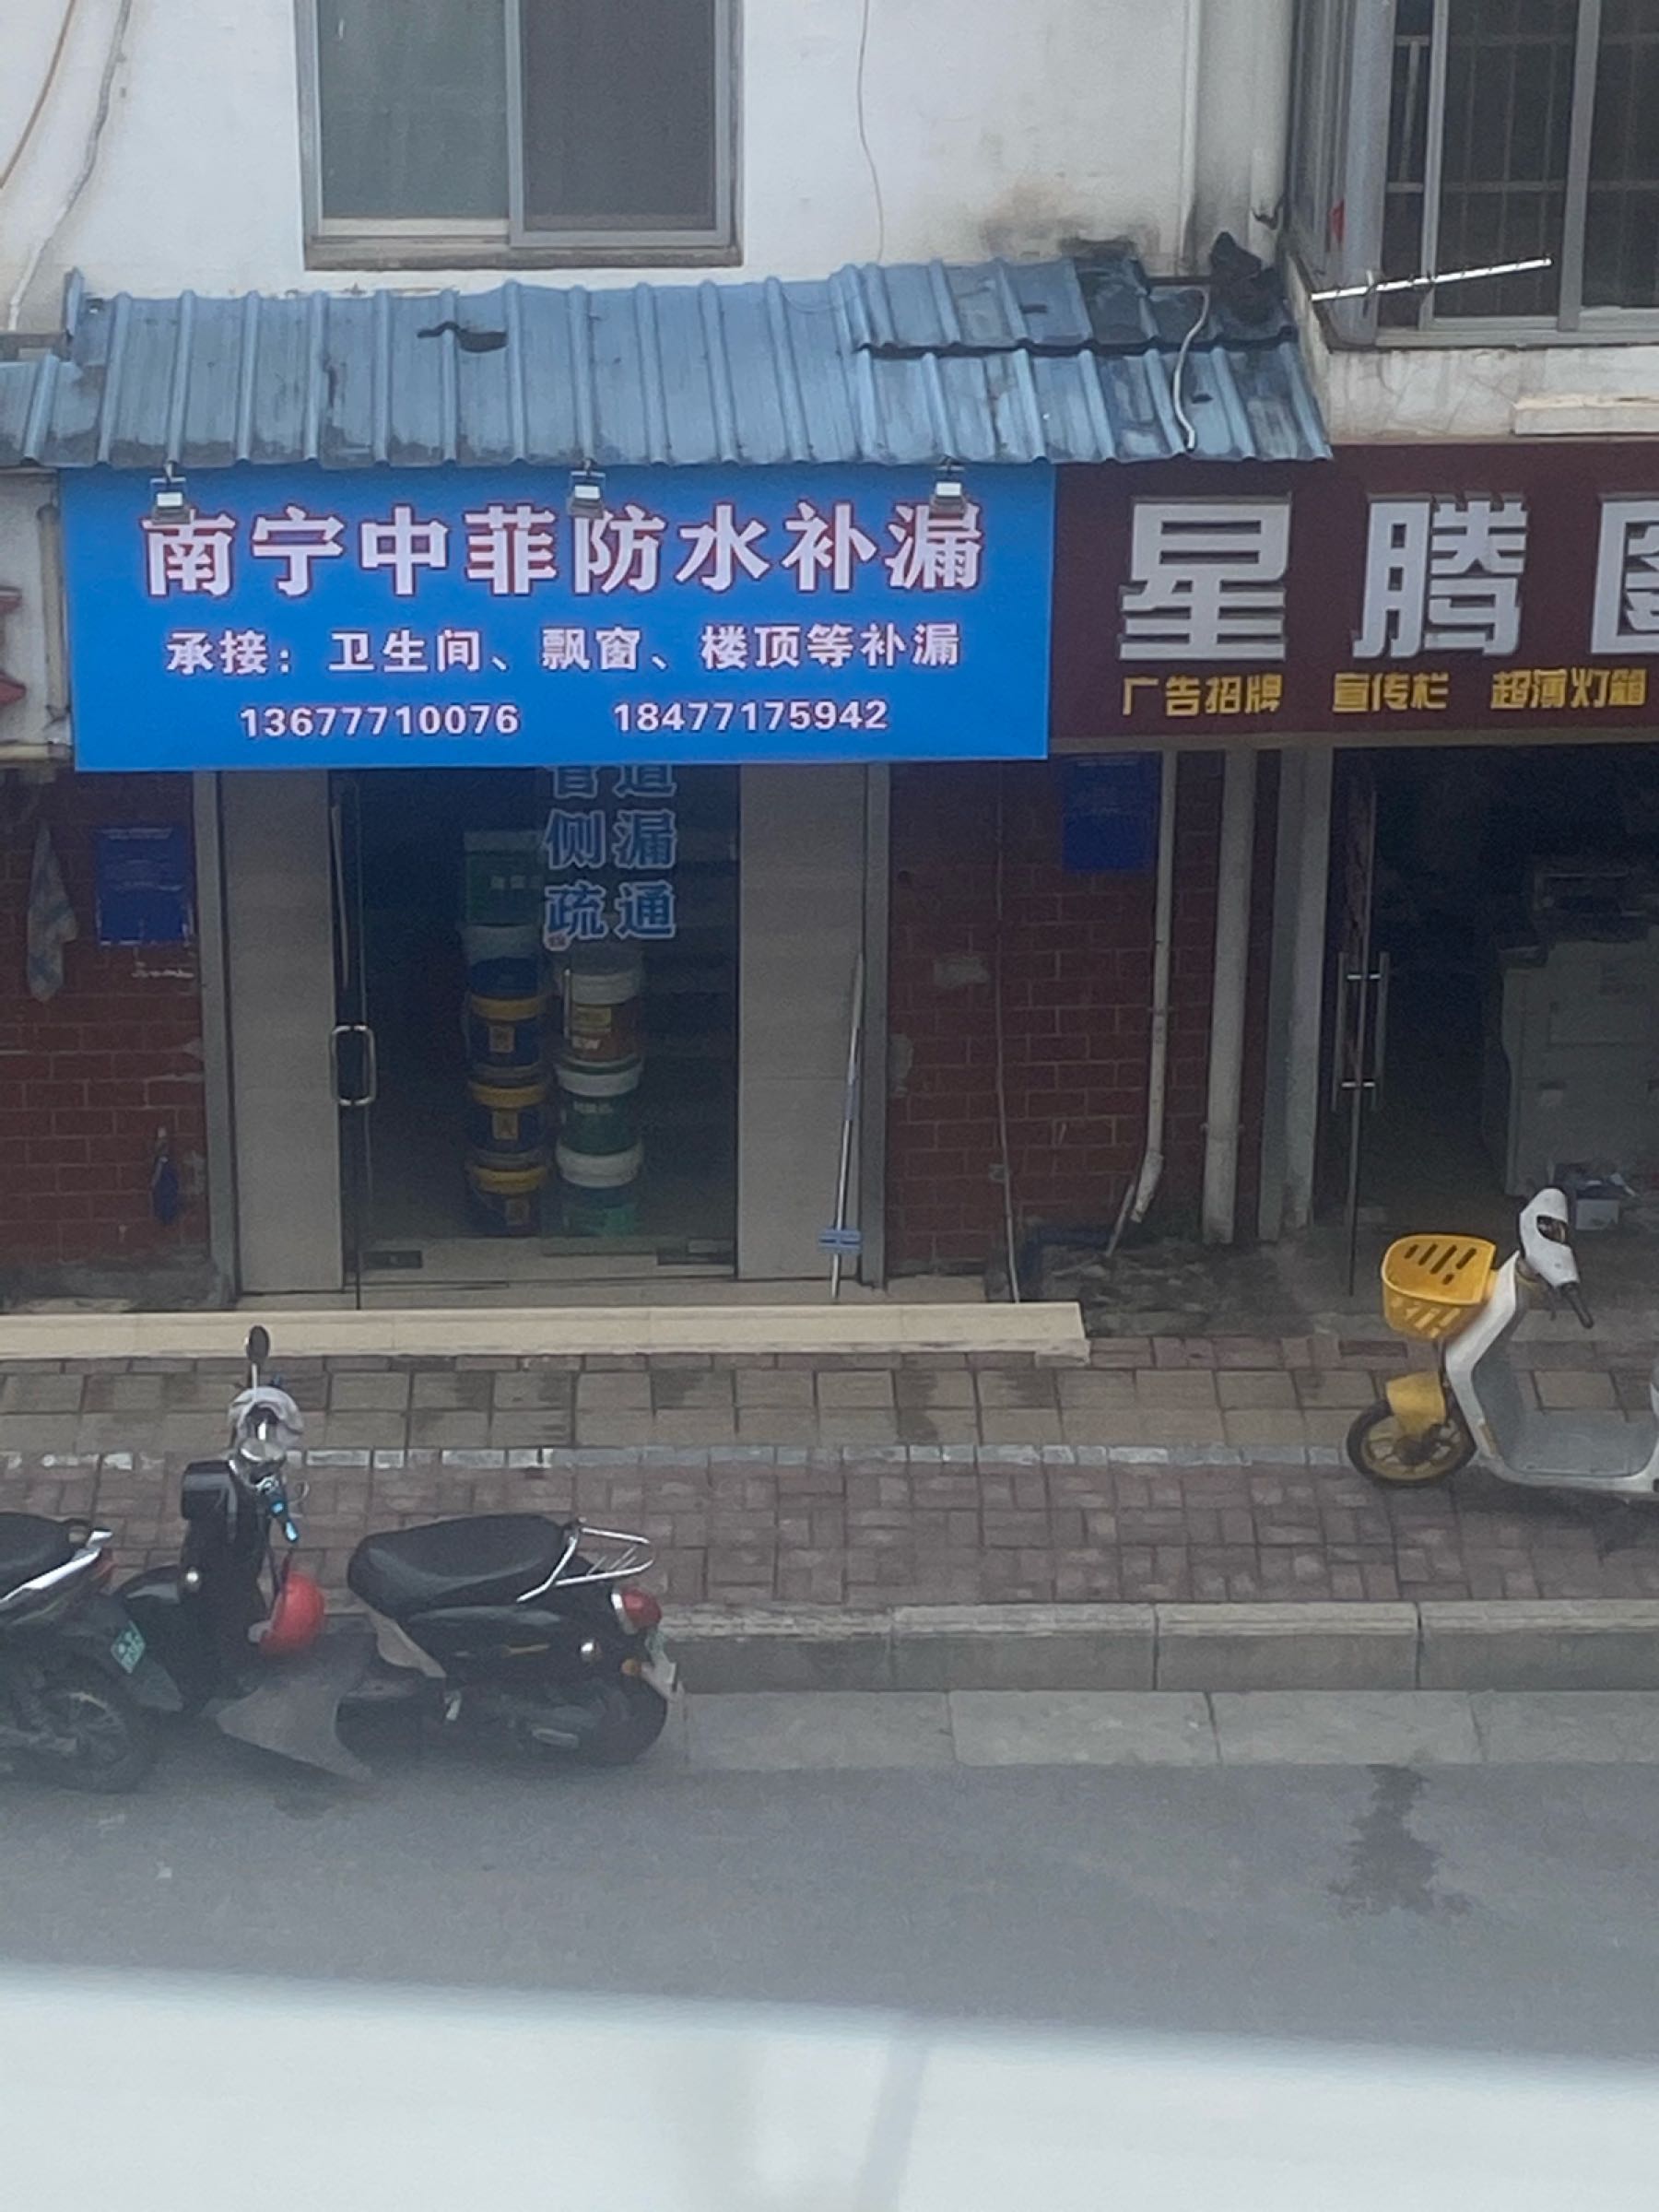 南宁中菲防水补漏
承接：卫生间、飘窗、楼顶等补漏
13677710076 18477175942
星腾
广告招牌 宣传栏 超薄灯箱
管道
侧漏
疏通